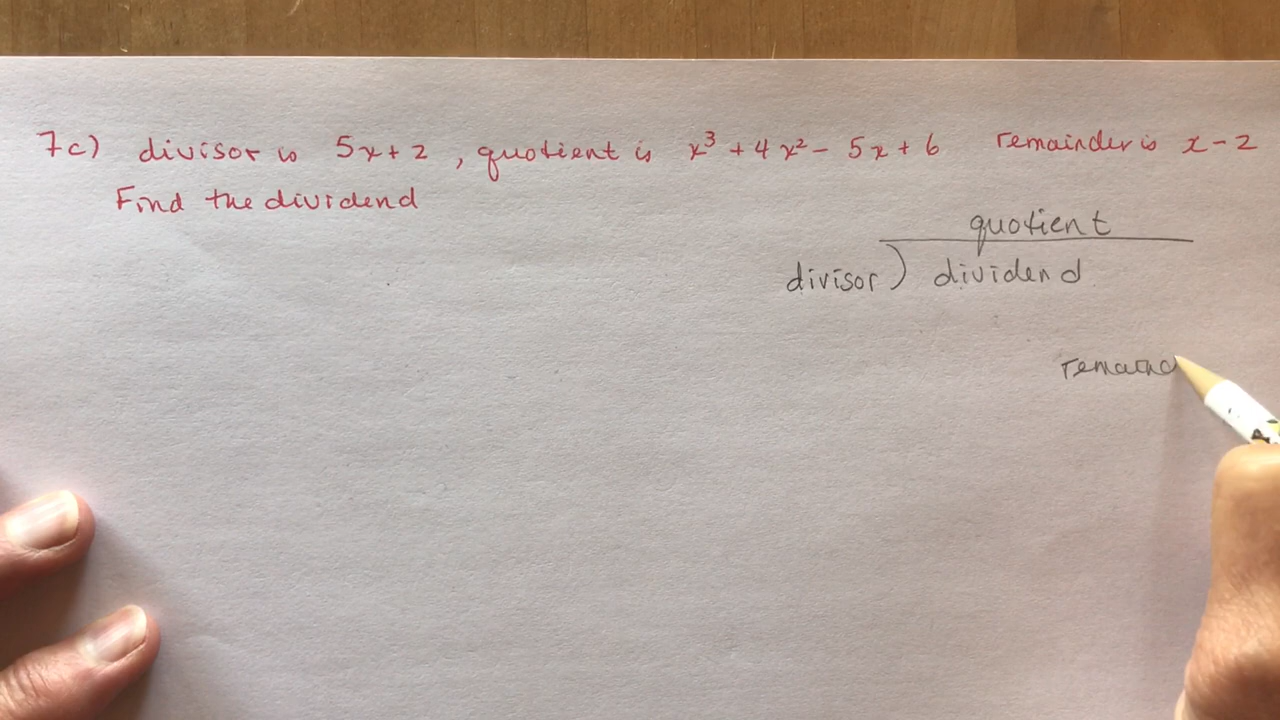 7c) divisor is 5x+2, quotient is x³ + 4x² − 5x + 6 remainder is x − 2
Find the dividend
quotient
divisor) dividend
remaind